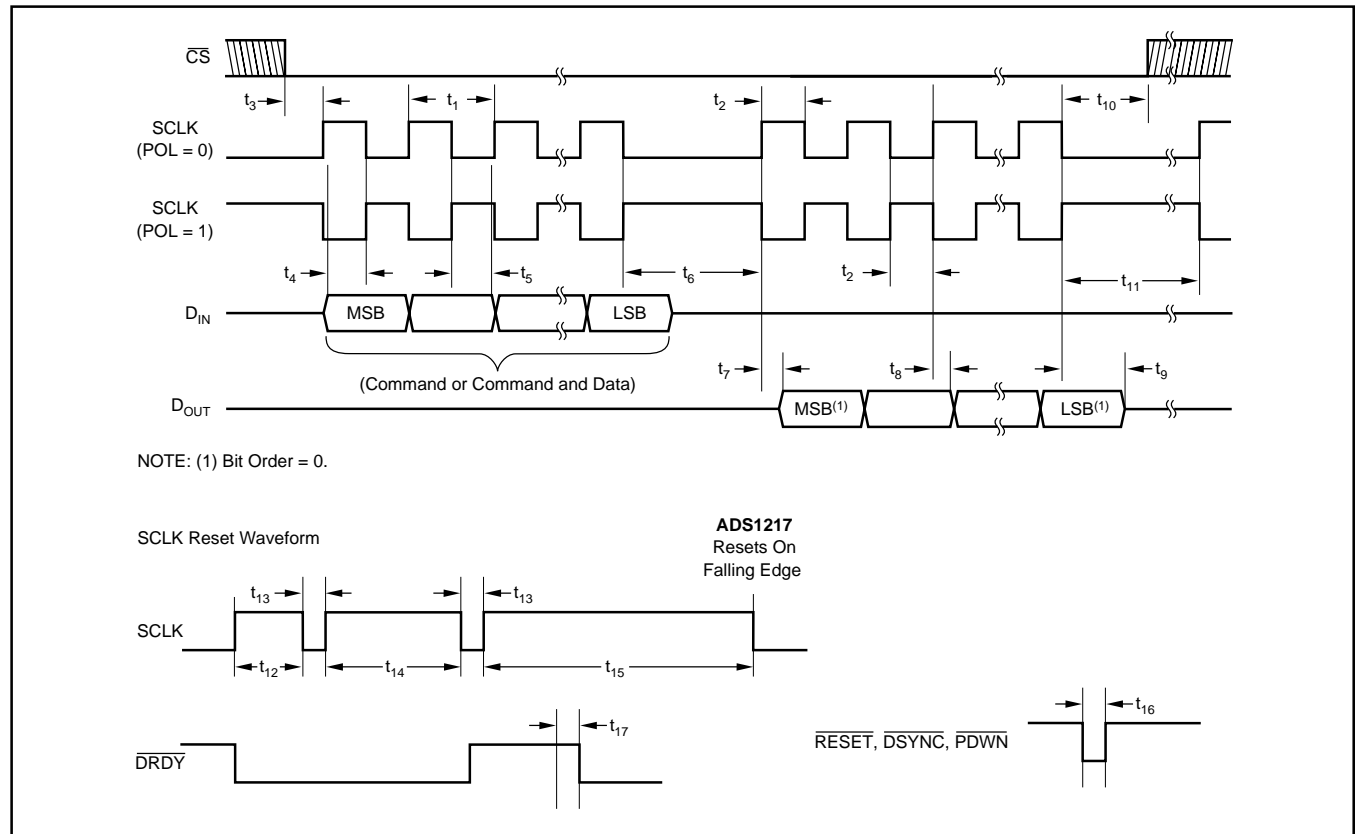 CS
t3
t1
t2
t10
SCLK
(POL = 0)
SCLK
(POL = 1)
t4
t5
t6
t2
t11
DIN
MSB
LSB
(Command or Command and Data)
t7
t8
t9
DOUT
MSB(1)
LSB(1)
NOTE: (1) Bit Order = 0.
SCLK Reset Waveform
ADS1217
Resets On
Falling Edge
t13
t13
SCLK
t12
t14
t15
t16
t17
DRDY
RESET, DSYNC, PDWN